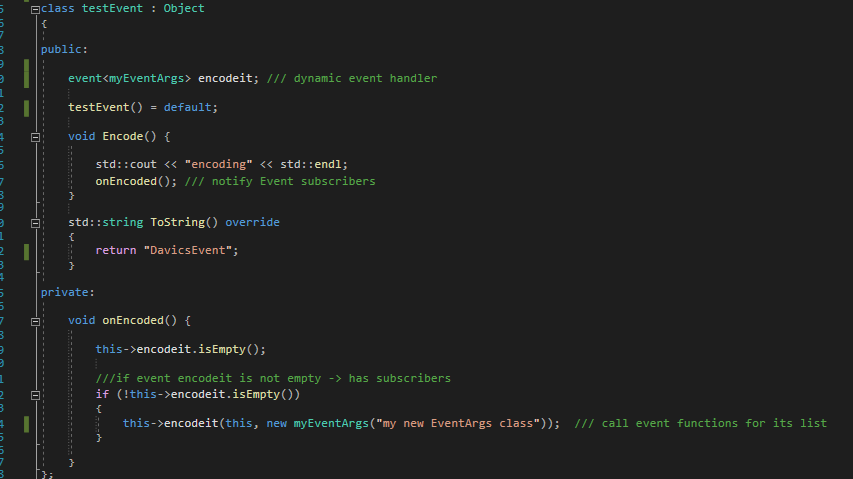 class testEvent : Object
{
public:
event<myEventArgs> encodeit; /// dynamic event handler
testEvent() = default;
void Encode() {
std::cout << "encoding" << std::endl;
onEncoded(); /// notify Event subscribers
}
std::string ToString() override
{
return "DavicsEvent";
}
private:
void onEncoded() {
this->encodeit.isEmpty();
///if event encodeit is not empty -> has subscribers
if (!this->encodeit.isEmpty())
{
this->encodeit(this, new myEventArgs("my new EventArgs class")); /// call event functions for its list
}
}
};